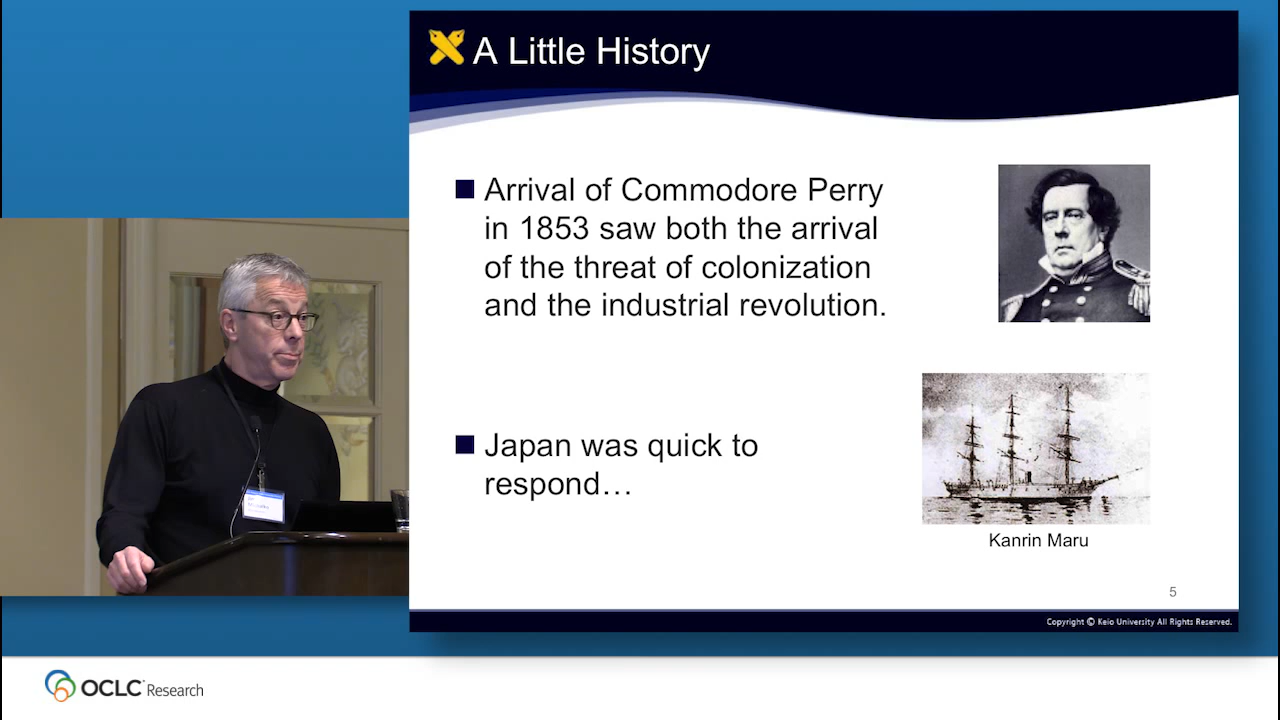 A Little History
Arrival of Commodore Perry
in 1853 saw both the arrival
of the threat of colonization
and the industrial revolution.
Japan was quick to
respond…
Kanrin Maru
5
Copyright © Keio University All Rights Reserved.
OCLC Research